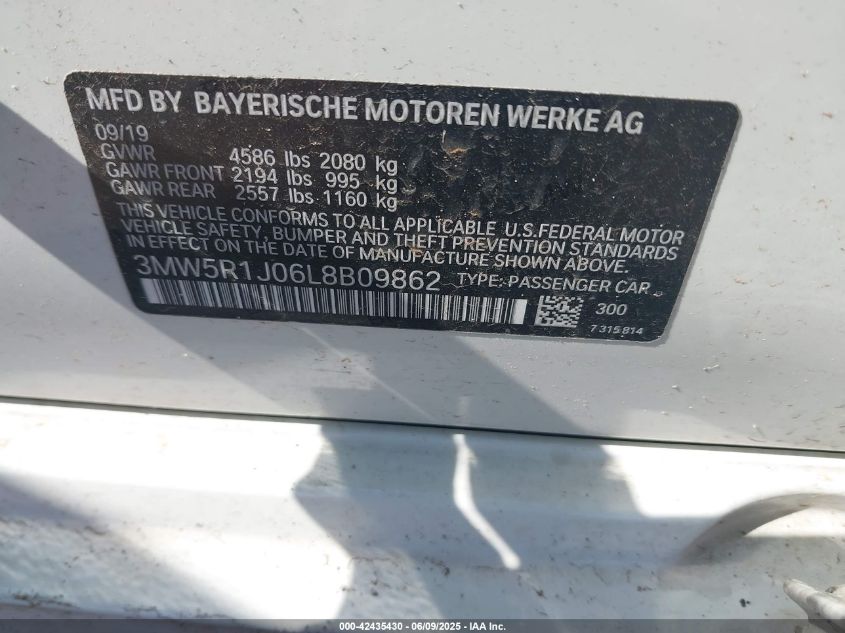 MFD BY BAYERISCHE MOTOREN WERKE AG
09/19
GVWR 4586 lbs 2080 kg
GAWR FRONT 2194 lbs 995 kg
GAWR REAR 2557 lbs 1160 kg
THIS VEHICLE CONFORMS TO ALL APPLICABLE U.S.FEDERAL MOTOR
VEHICLE SAFETY, BUMPER AND THEFT PREVENTION STANDARDS
IN EFFECT ON THE DATE OF MANUFACTURE SHOWN ABOVE.
3MW5R1J06L8B09862 TYPE: PASSENGER CAR
300
7 315 814
000-42435430 - 06/09/2025 - IAA Inc.